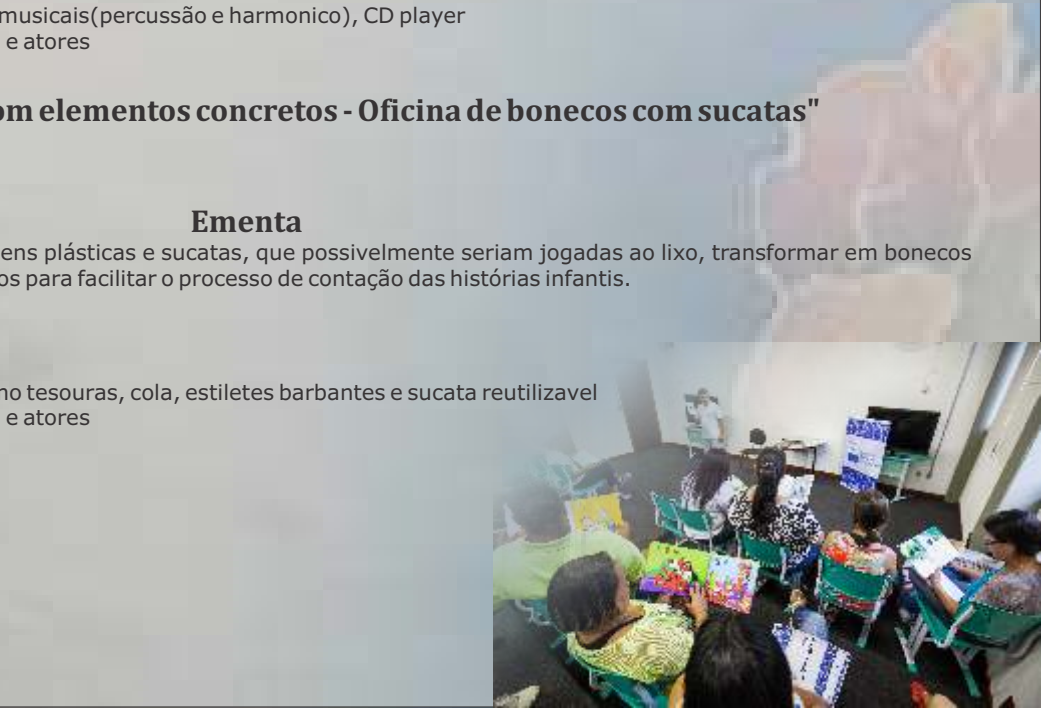 musicais(percussão e harmonico), CD player
e atores
om elementos concretos - Oficina de bonecos com sucatas"
Ementa
ens plásticas e sucatas, que possivelmente seriam jogadas ao lixo, transformar em bonecos
os para facilitar o processo de contação das histórias infantis.
no tesouras, cola, estiletes barbantes e sucata reutilizavel
e atores